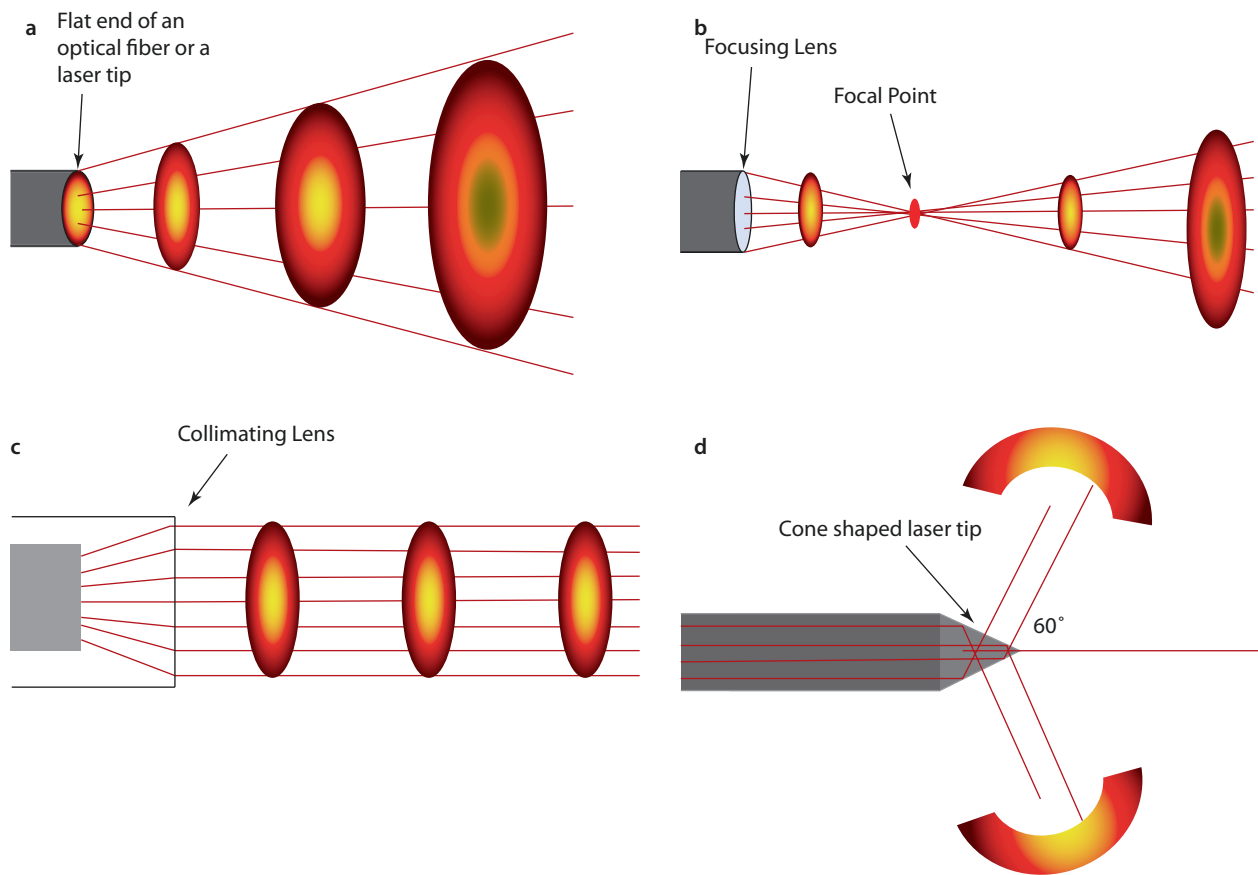 a
Flat end of an
optical fiber or a
laser tip
b
Focusing Lens
Focal Point
c
Collimating Lens
d
Cone shaped laser tip
60˚